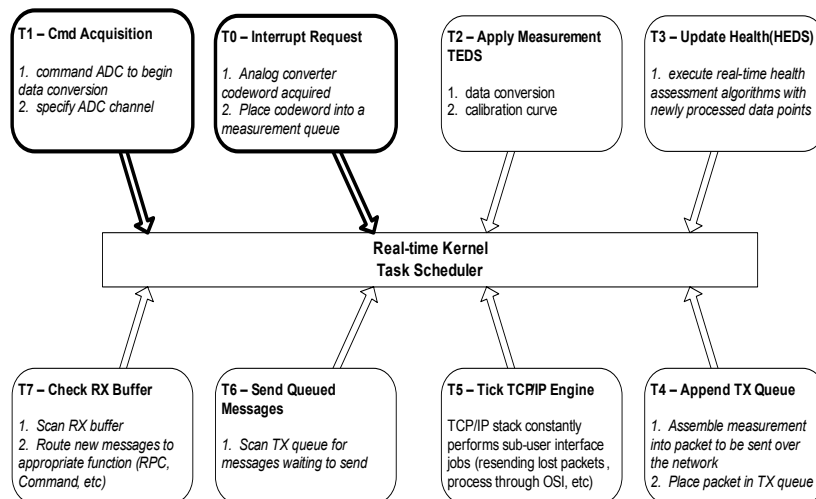 T1 – Cmd Acquisition
1. command ADC to begin
data conversion
2. specify ADC channel
T0 – Interrupt Request
1. Analog converter
codeword acquired
2. Place codeword into a
measurement queue
T2 – Apply Measurement
TEDS
1. data conversion
2. calibration curve
T3 – Update Health(HEDS)
1. execute real-time health
assessment algorithms with
newly processed data points
Real-time Kernel
Task Scheduler
T7 – Check RX Buffer
1. Scan RX buffer
2. Route new messages to
appropriate function (RPC,
Command, etc)
T6 – Send Queued
Messages
1. Scan TX queue for
messages waiting to send
T5 – Tick TCP/IP Engine
TCP/IP stack constantly
performs sub-user interface
jobs (resending lost packets,
process through OSI, etc)
T4 – Append TX Queue
1. Assemble measurement
into packet to be sent over
the network
2. Place packet in TX queue